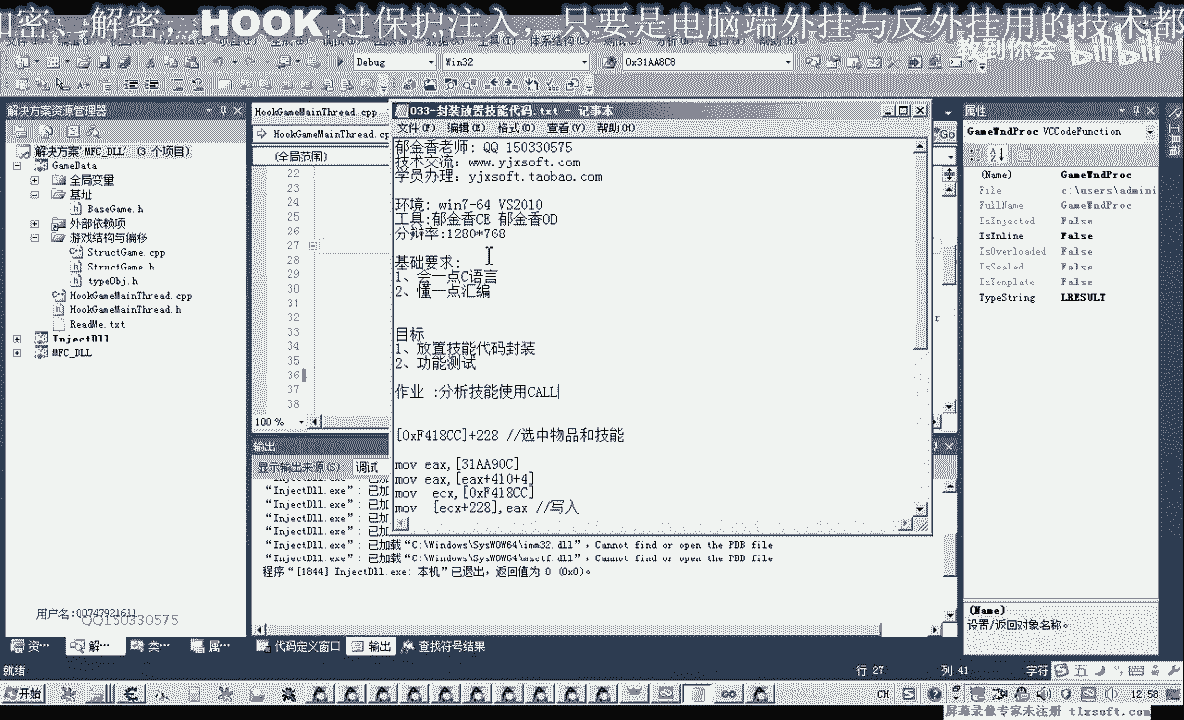 加密、解密，HOOK 过保护注入，只要是电脑端外挂与反外挂用的技术都
教到你会
bilibili
Debug
Win32
0x31AA8C8
解决方案资源管理器
解决方案"MFC_DLL" (3 个项目)
GameData
全局变量
基址
BaseGame.h
外部依赖项
游戏结构与偏移
StructGame.cpp
StructGame.h
typeObj.h
HookGameMainThread.cpp
HookGameMainThread.h
ReadMe.txt
InjectDll
MFC_DLL
用户名:00747921611
QQ150330575
HookGameMainThread.cpp
HookGameMainThread.cp
(全局范围)
22
23
24
25
26
27
28
29
30
31
32
33
34
35
36
37
38
100 %
033-封装放置技能代码.txt - 记事本
文件(F) 编辑(E) 格式(O) 查看(V) 帮助(H)
郁金香老师: QQ 150330575
技术交流: www.yjxsoft.com
学员办理: yjxsoft.taobao.com
环境: win7-64 VS2010
工具:郁金香CE 郁金香OD
分辩率:1280*768
基础要求:
1、会一点C语言
2、懂一点汇编
目标
1、放置技能代码封装
2、功能测试
作业 :分析技能使用CALL
[0xF418CC]+228 //选中物品和技能
mov eax,[31AA90C]
mov eax,[eax+410+4]
mov ecx,[0xF418CC]
mov [ecx+228],eax //写入
Go
输出
显示输出来源(S): 调试
"InjectDll.exe": 已加
"InjectDll.exe": 已加
"InjectDll.exe": 已加
"InjectDll.exe": 已加
"InjectDll.exe": 已加载"C:\Windows\SysWOW64\imm32.dll", Cannot find or open the PDB file
"InjectDll.exe": 已加载"C:\Windows\SysWOW64\msctf.dll", Cannot find or open the PDB file
程序"[1844] InjectDll.exe: 本机"已退出，返回值为 0 (0x0)。
属性
GameWndProc VCCodeFunction
(Name) GameWndProc
File c:\users\admini
FullName GameWndProc
IsInjected False
IsInline False
IsOverloaded False
IsSealed False
IsTemplate False
TypeString LRESULT
(Name)
设置/返回对象名称。
资… 解… 类… 属…
代码定义窗口 输出 查找符号结果
就绪
行 27
列 41
字符
开始
CH
12:58
屏幕录像专家未注册 tlxsoft.com